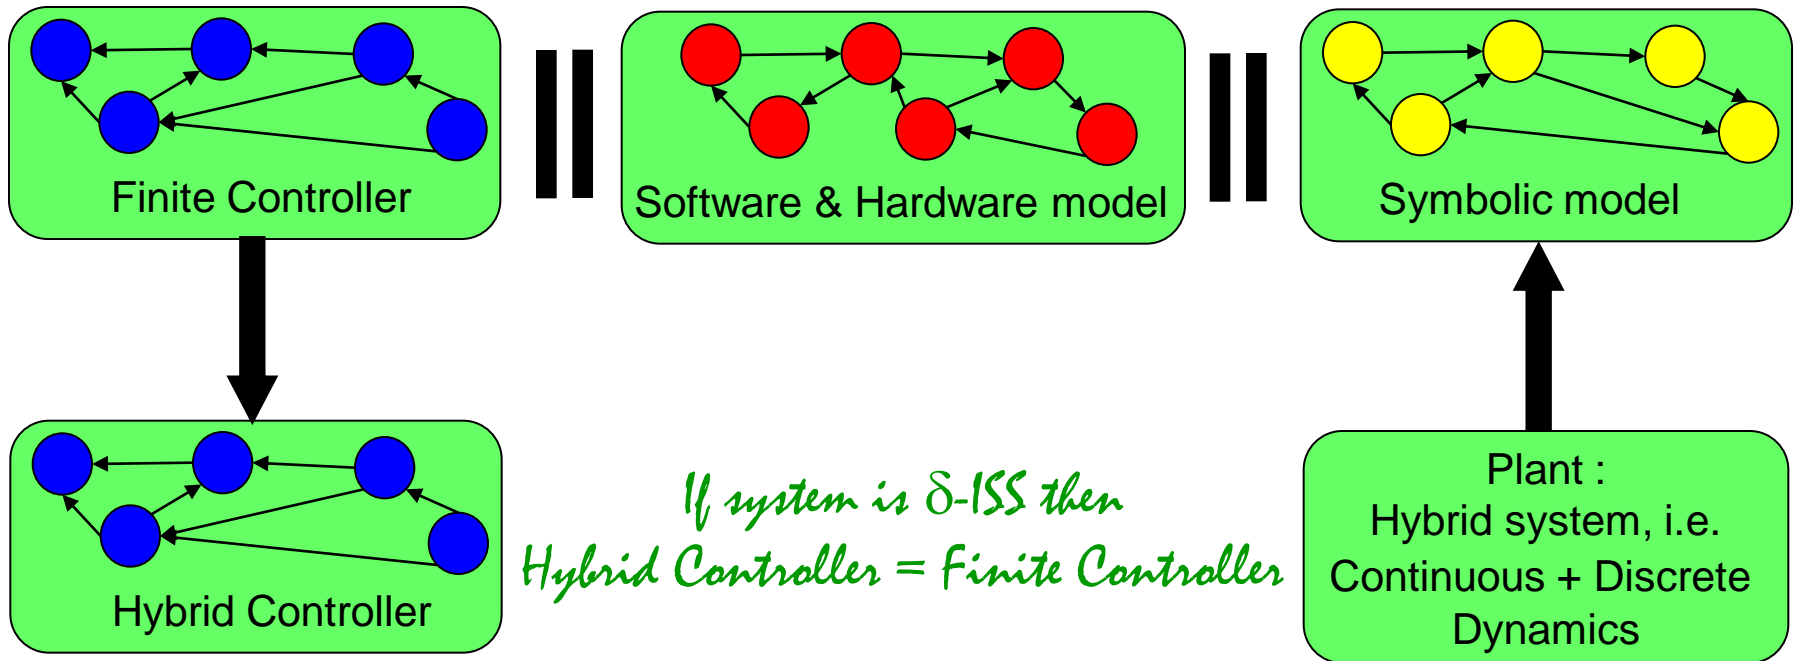 Finite Controller
Software & Hardware model
Symbolic model
Hybrid Controller
If system is δ-ISS then
Hybrid Controller = Finite Controller
Plant :
Hybrid system, i.e.
Continuous + Discrete
Dynamics